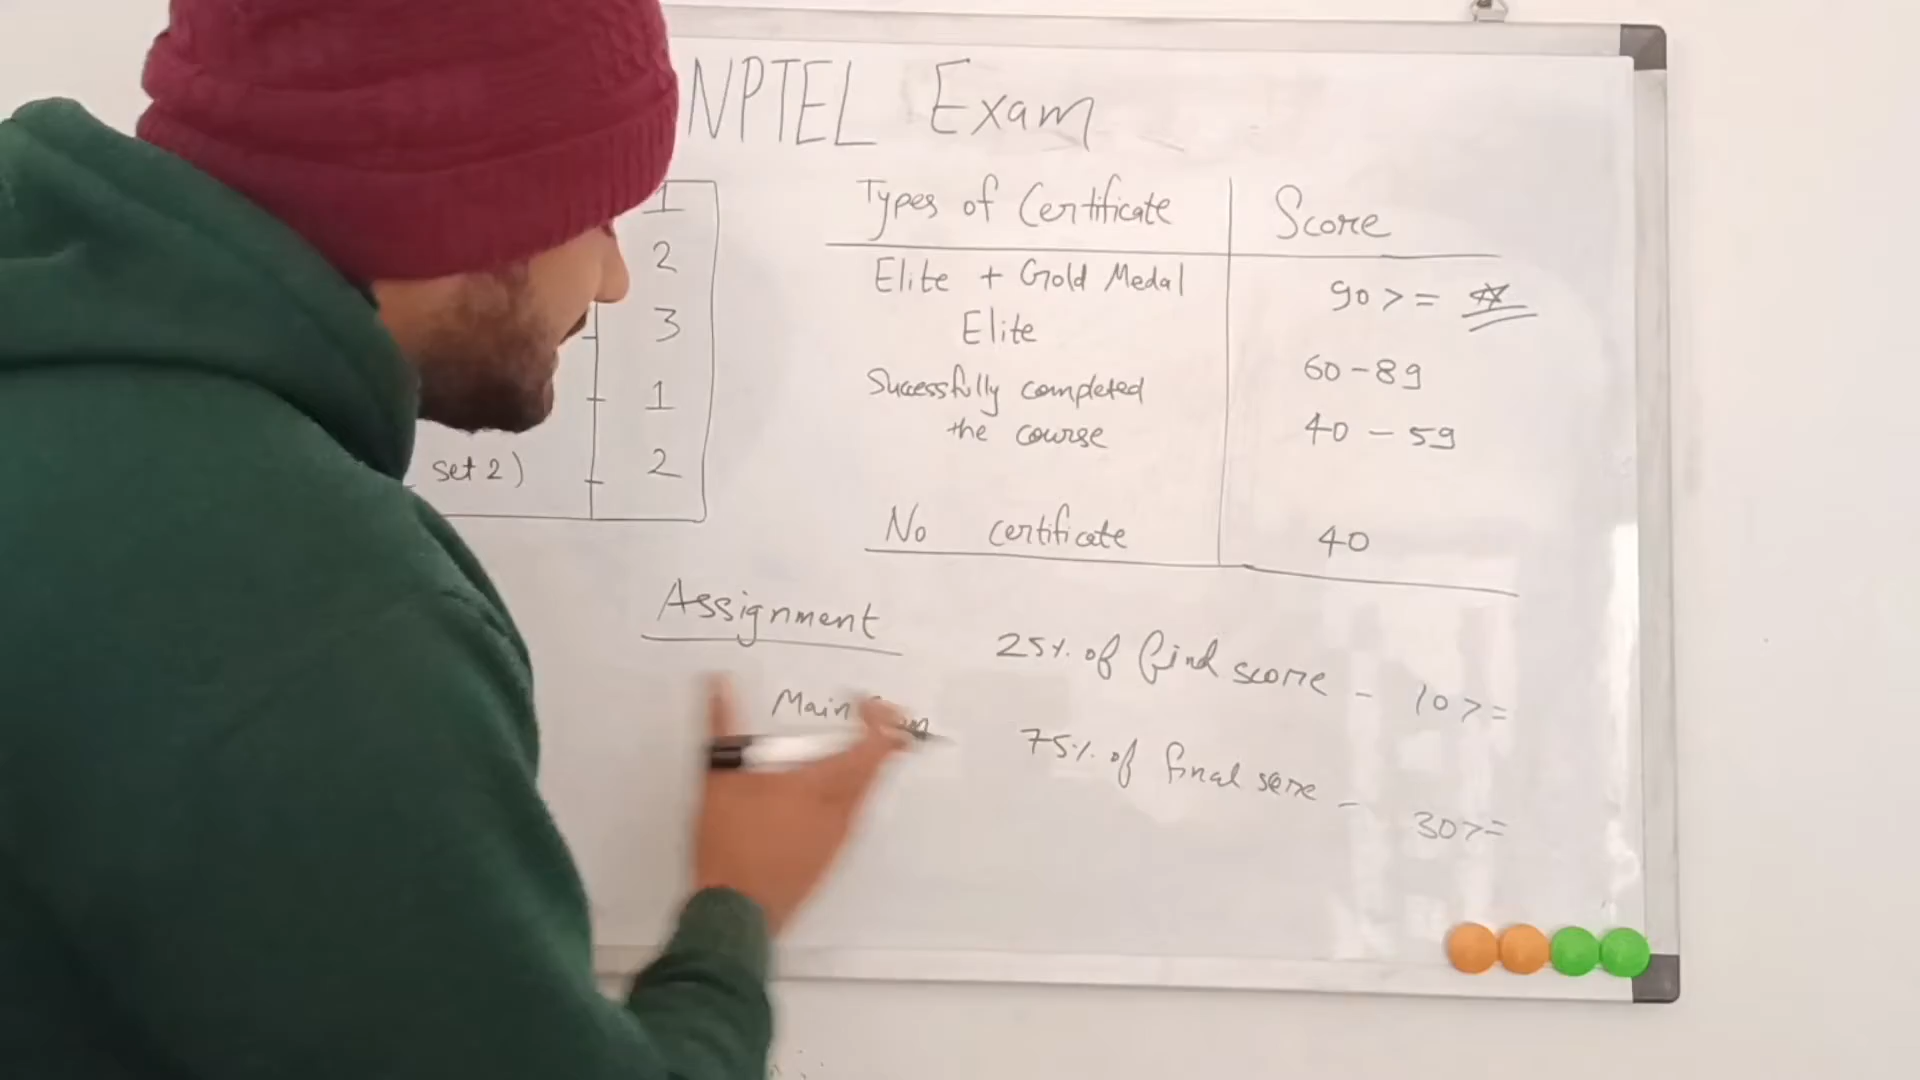 NPTEL Exam
1
2
3
1
set 2) 2
Types of Certificate Score
Elite + Gold Medal 90 >=
Elite 60-89
Successfully completed
the course 40 - 59
No certificate 40
Assignment 25% of final score - 10>=
Main 75% of final score - 30>=